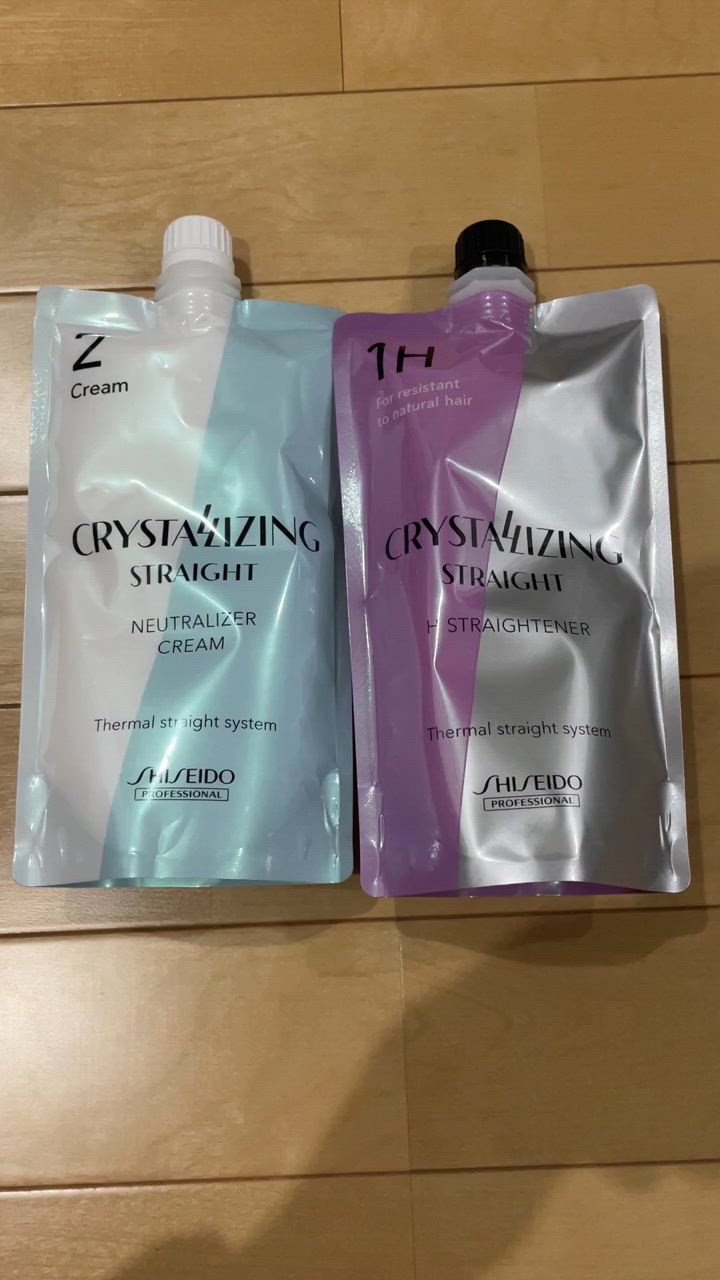 2
Cream
CRYSTALLIZING
STRAIGHT
NEUTRALIZER
CREAM
Thermal straight system
SHISEIDO
PROFESSIONAL
1H
For resistant
to natural hair
CRYSTALLIZING
STRAIGHT
H STRAIGHTENER
Thermal straight system
SHISEIDO
PROFESSIONAL